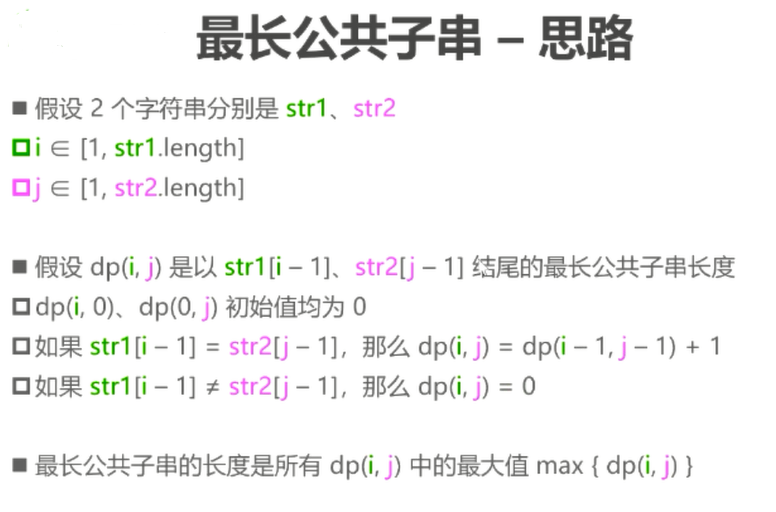 最长公共子串 – 思路
■ 假设 2 个字符串分别是 str1、str2
i ∈ [1, str1.length]
j ∈ [1, str2.length]
■ 假设 dp(i, j) 是以 str1[i – 1]、str2[j – 1] 结尾的最长公共子串长度
dp(i, 0)、dp(0, j) 初始值均为 0
如果 str1[i – 1] = str2[j – 1]，那么 dp(i, j) = dp(i – 1, j – 1) + 1
如果 str1[i – 1] ≠ str2[j – 1]，那么 dp(i, j) = 0
■ 最长公共子串的长度是所有 dp(i, j) 中的最大值 max { dp(i, j) }